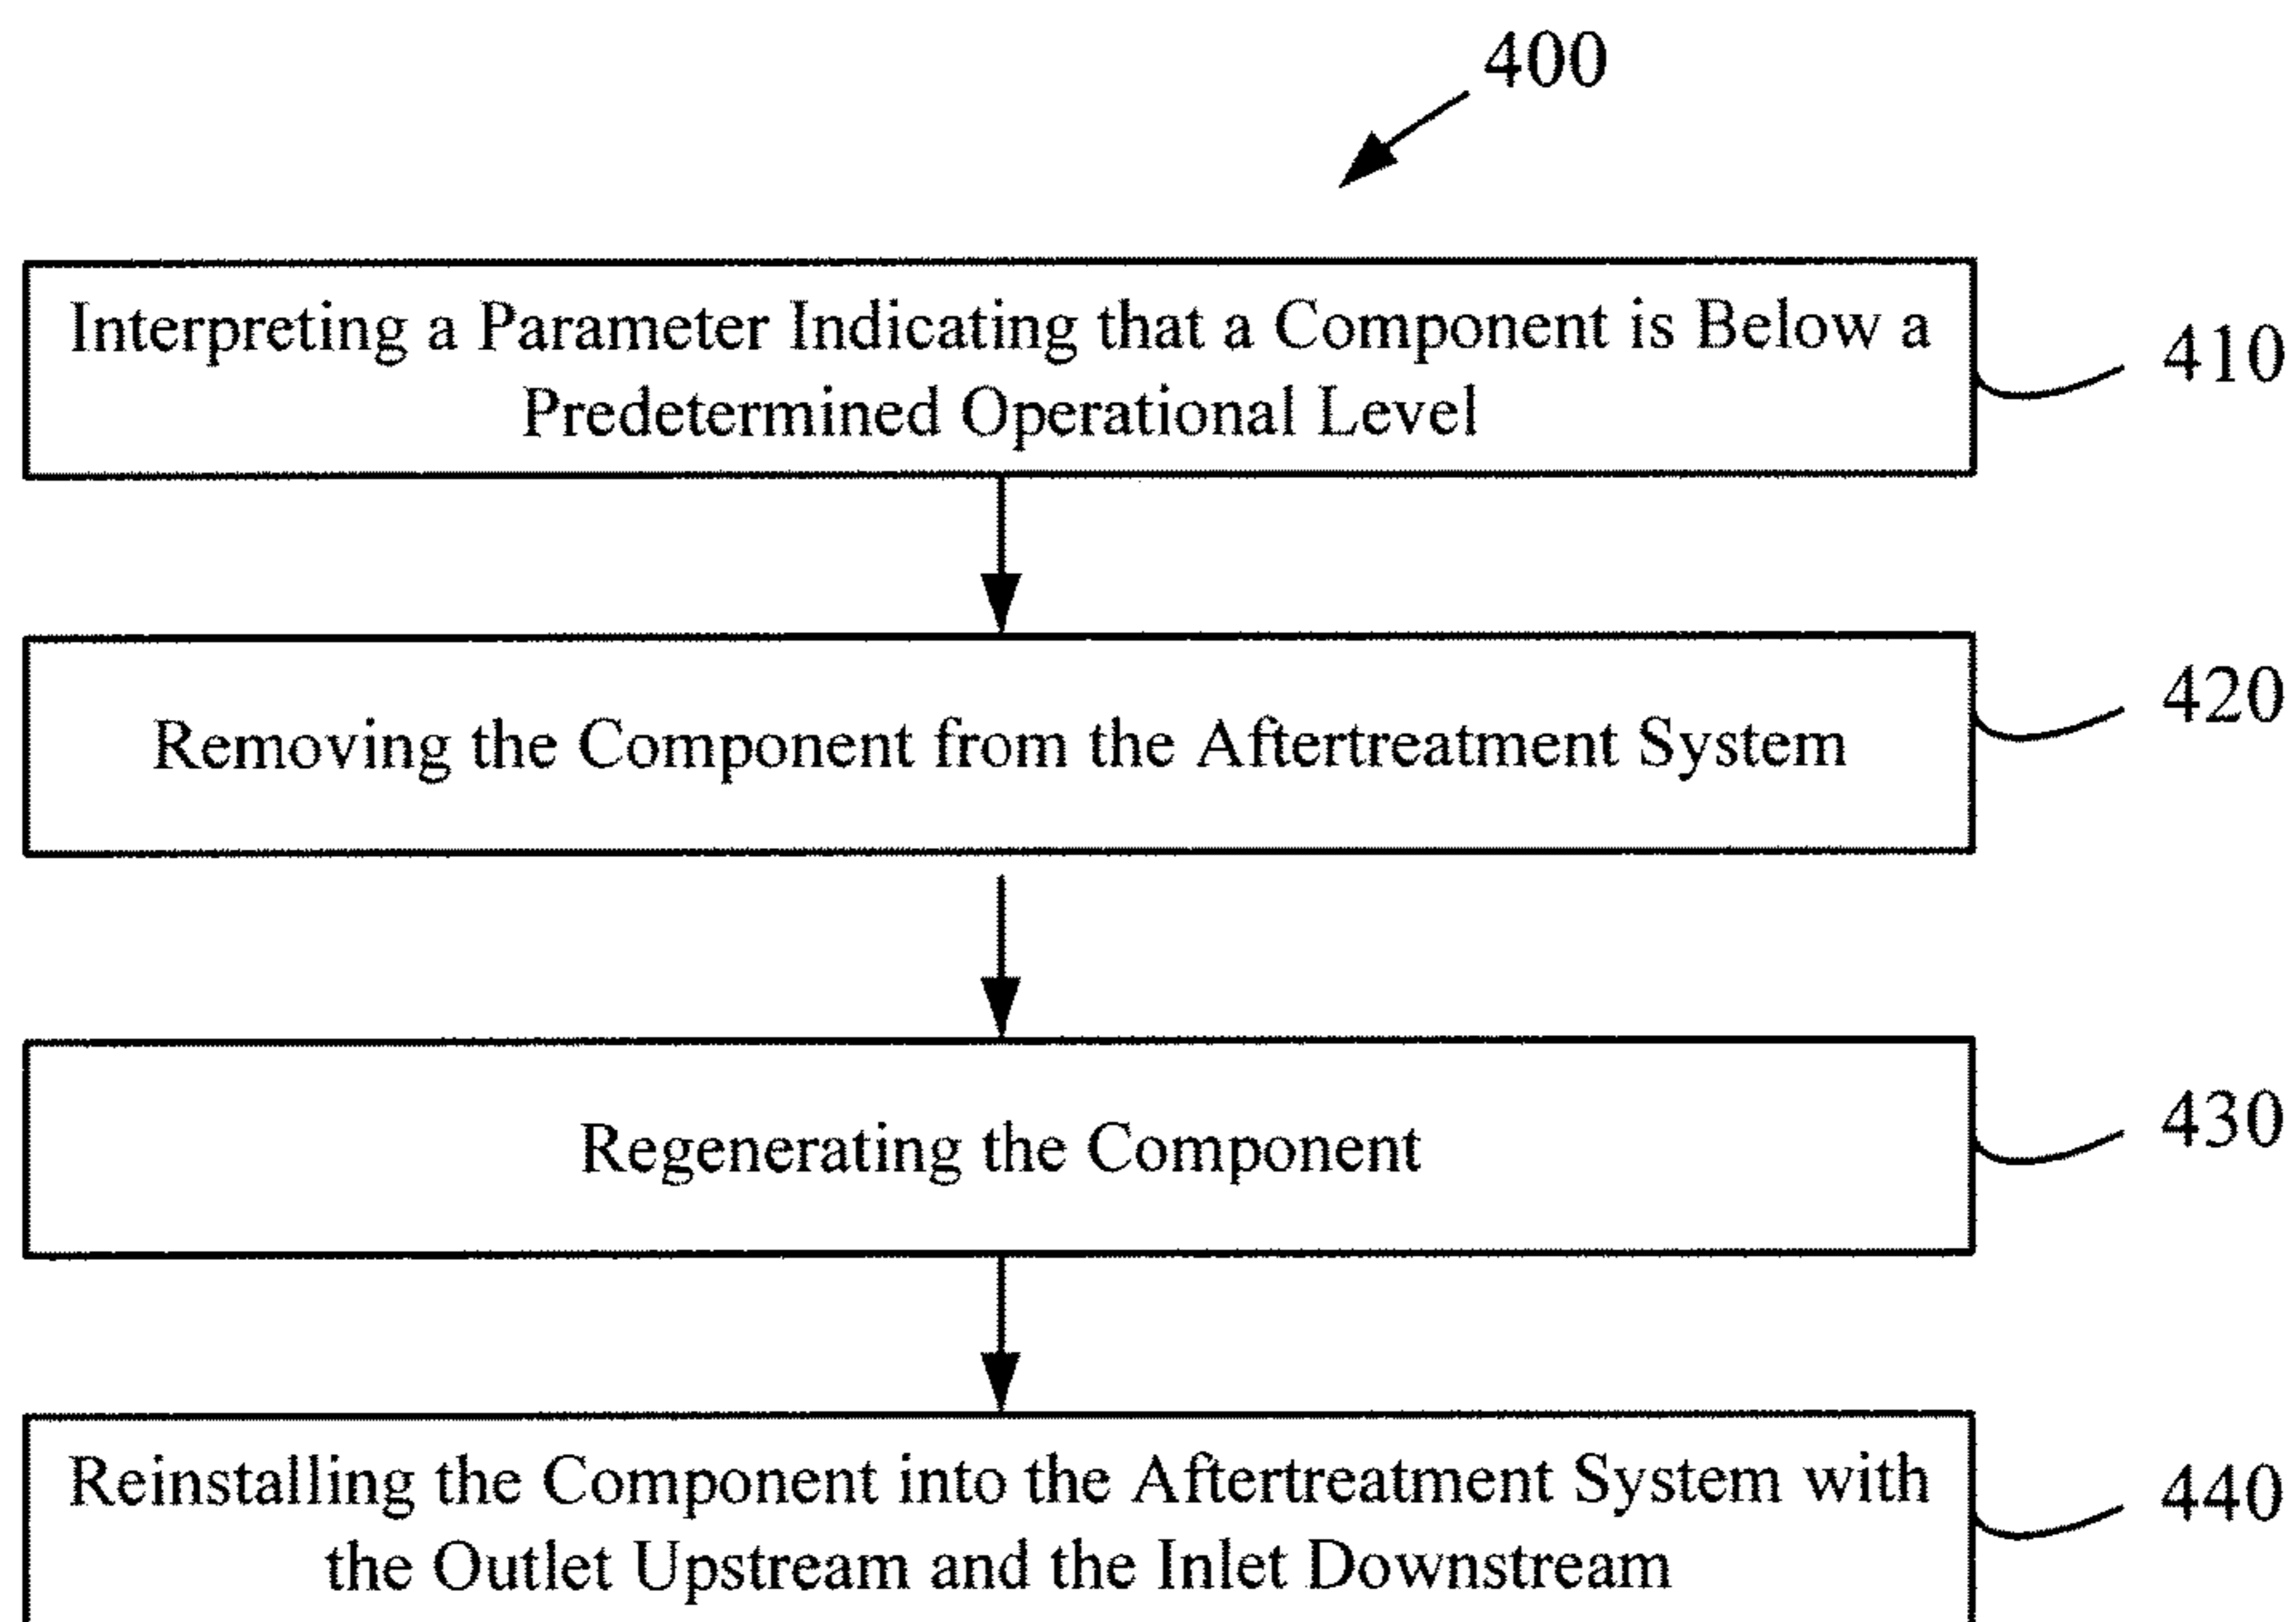 400
Interpreting a Parameter Indicating that a Component is Below a
Predetermined Operational Level
410
Removing the Component from the Aftertreatment System
420
Regenerating the Component
430
Reinstalling the Component into the Aftertreatment System with
the Outlet Upstream and the Inlet Downstream
440